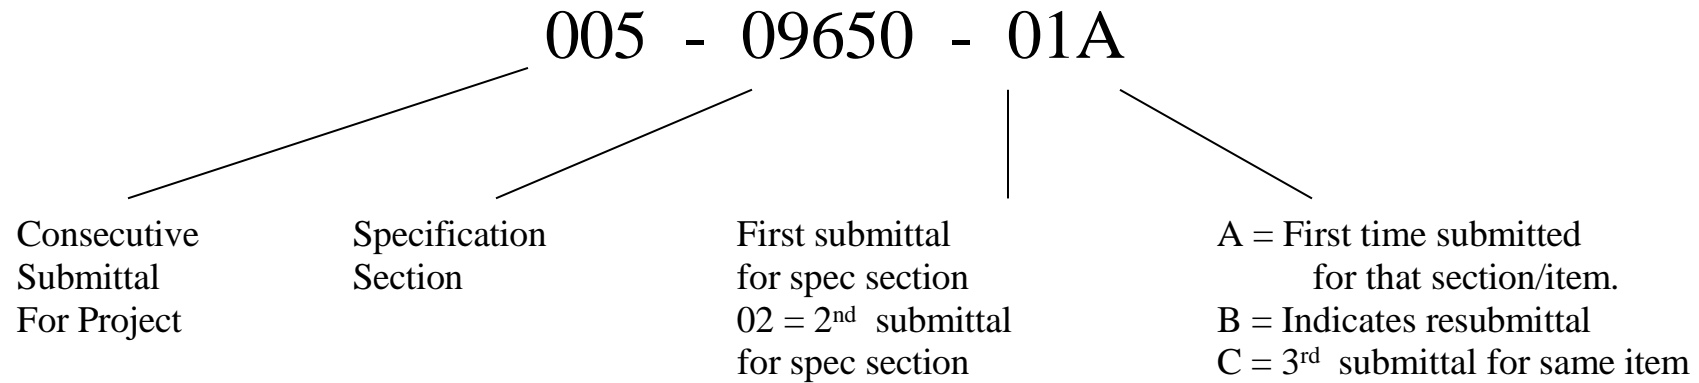 005 - 09650 - 01A
Consecutive
Submittal
For Project
Specification
Section
First submittal
for spec section
02 = 2nd submittal
for spec section
A = First time submitted
for that section/item.
B = Indicates resubmittal
C = 3rd submittal for same item